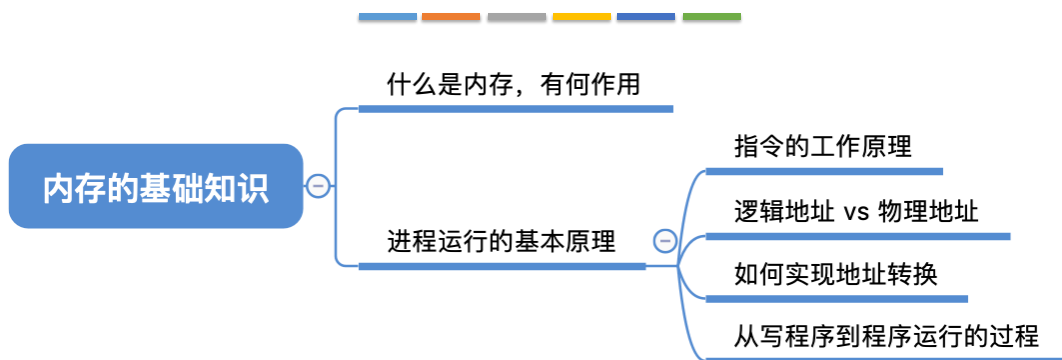 什么是内存，有何作用
内存的基础知识
进程运行的基本原理
指令的工作原理
逻辑地址 vs 物理地址
如何实现地址转换
从写程序到程序运行的过程